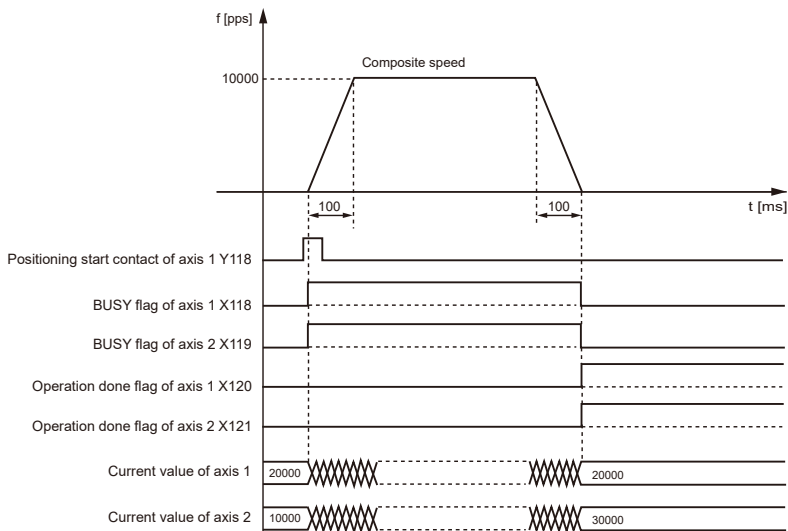 f [pps]
Composite speed
10000
100
100
t [ms]
Positioning start contact of axis 1 Y118
BUSY flag of axis 1 X118
BUSY flag of axis 2 X119
Operation done flag of axis 1 X120
Operation done flag of axis 2 X121
Current value of axis 1
20000
20000
Current value of axis 2
10000
30000